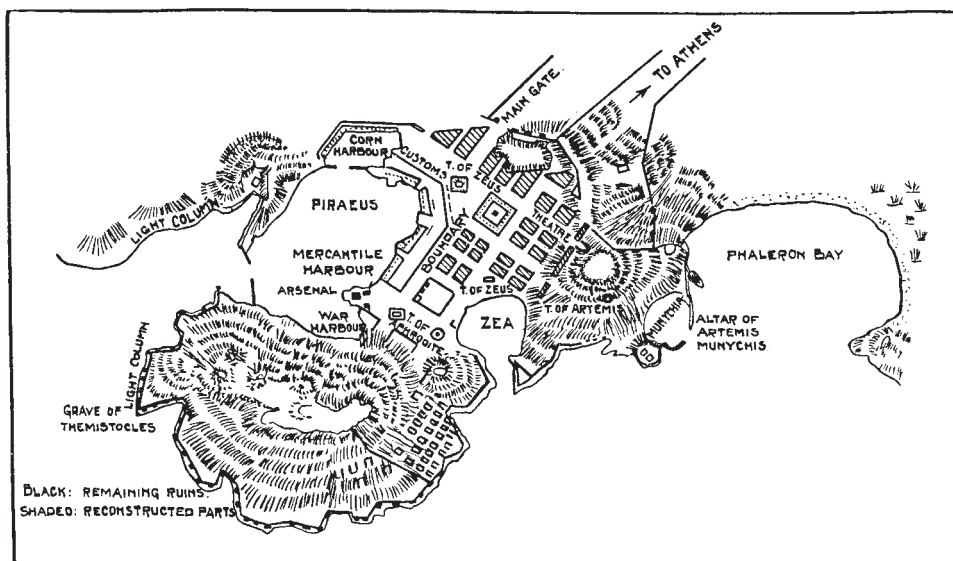 TO ATHENS
MAIN GATE
CORN
HARBOUR
CUSTOMS
T. OF ZEUS
LIGHT COLUMN
PIRAEUS
BOUNDARY
THEATRE
PHALERON BAY
MERCANTILE
HARBOUR
ARSENAL
T. OF ZEUS
T. OF ARTEMIS
MUNYCHIA
WAR
HARBOUR
T. OF
APHRODITE
ZEA
ALTAR OF
ARTEMIS
MUNYCHIS
LIGHT COLUMN
GRAVE OF
THEMISTOCLES
BLACK: REMAINING RUINS.
SHADED: RECONSTRUCTED PARTS